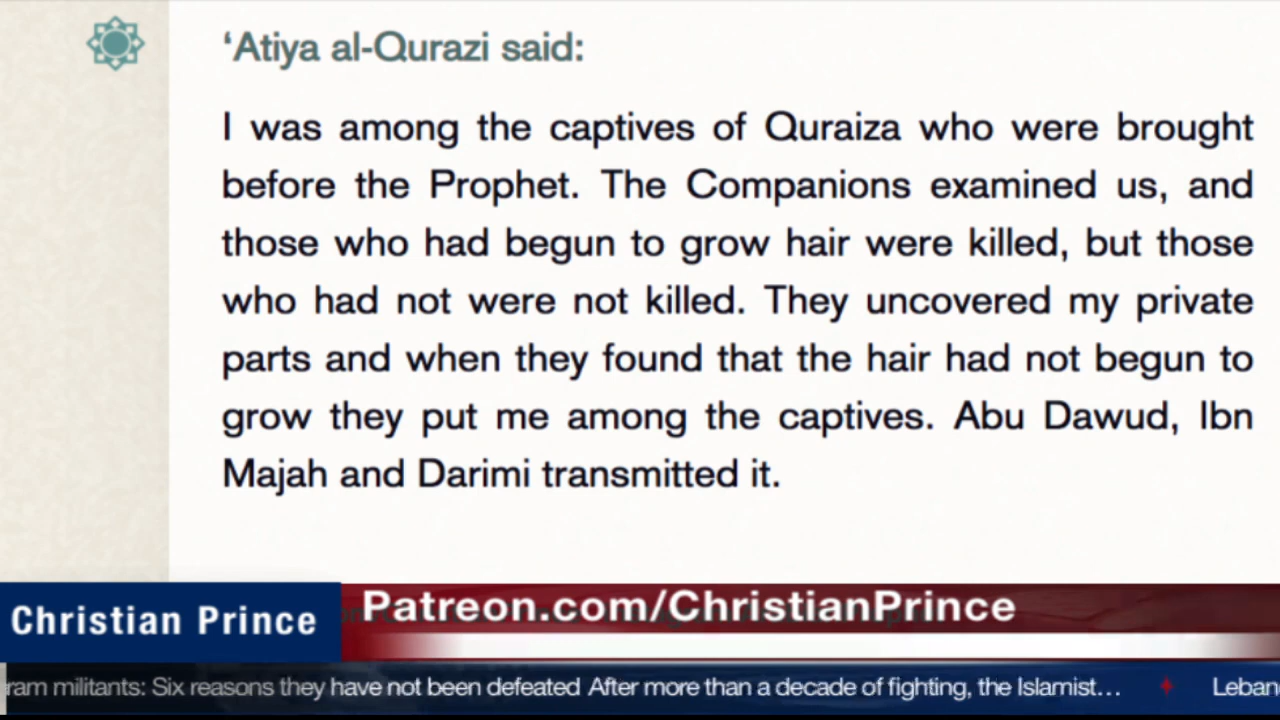 ‘Atiya al-Qurazi said:
I was among the captives of Quraiza who were brought
before the Prophet. The Companions examined us, and
those who had begun to grow hair were killed, but those
who had not were not killed. They uncovered my private
parts and when they found that the hair had not begun to
grow they put me among the captives. Abu Dawud, Ibn
Majah and Darimi transmitted it.
Christian Prince
Patreon.com/ChristianPrince
ram militants: Six reasons they have not been defeated After more than a decade of fighting, the Islamist… Leban